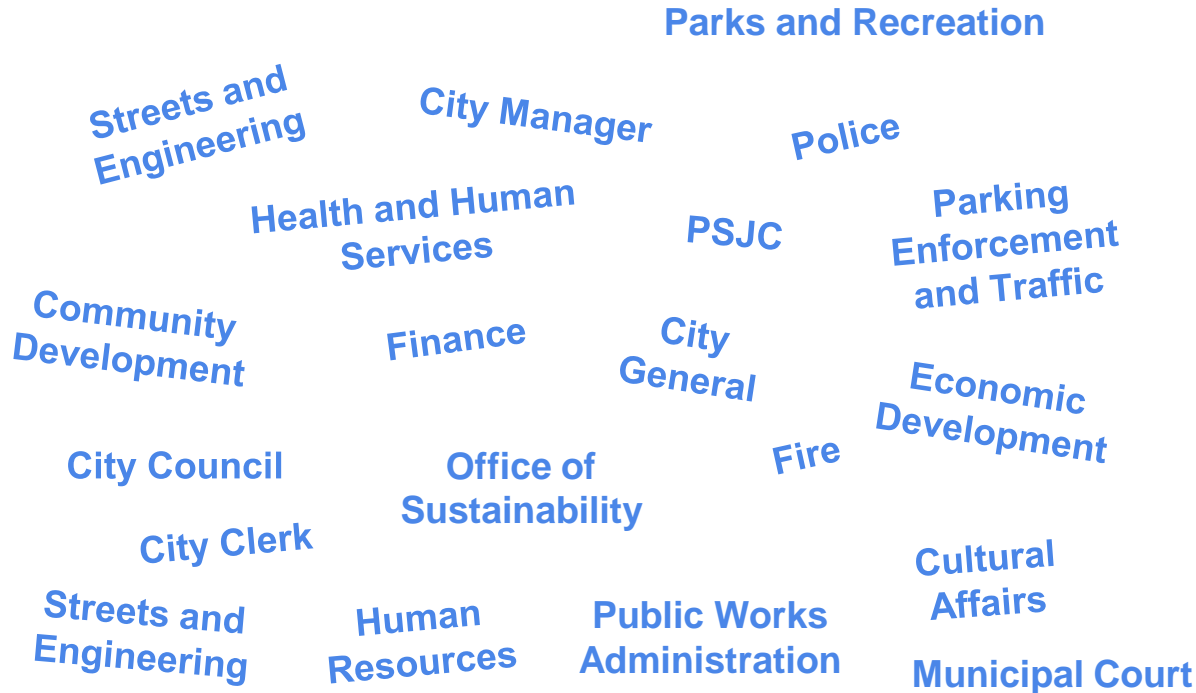 Parks and Recreation
Streets and
Engineering
City Manager
Police
Health and Human
Services
PSJC
Parking
Enforcement
and Traffic
Community
Development
Finance
City
General
Economic
Development
City Council
Office of
Sustainability
Fire
City Clerk
Cultural
Affairs
Streets and
Engineering
Human
Resources
Public Works
Administration
Municipal Court